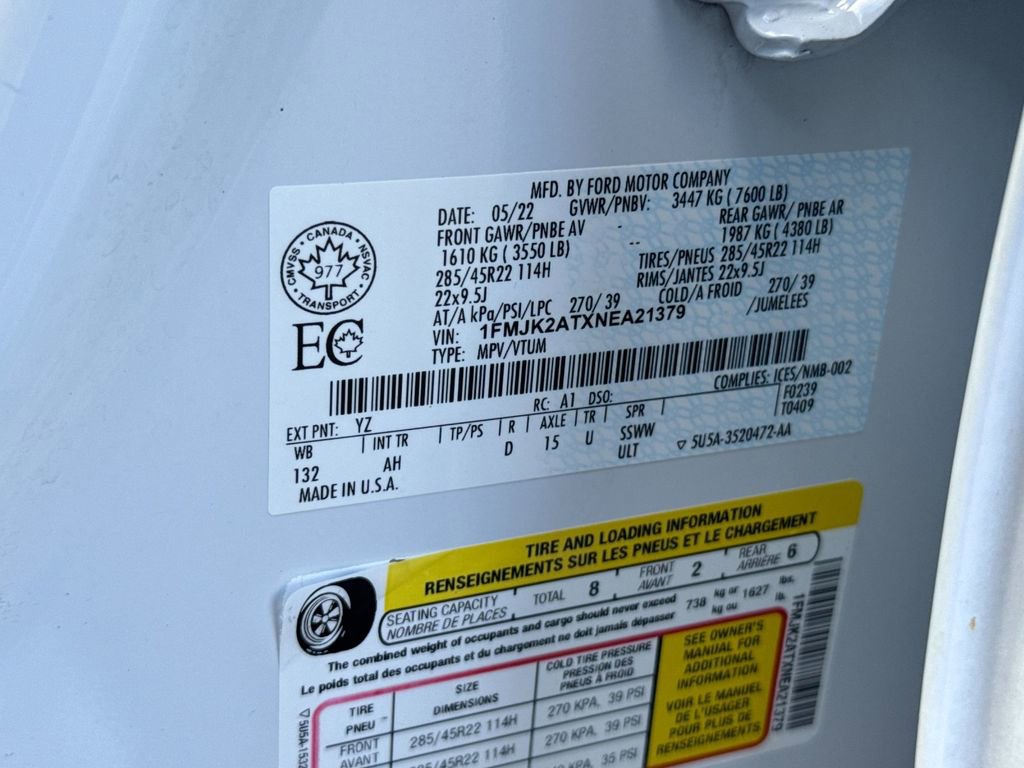 MFD. BY FORD MOTOR COMPANY
DATE: 05/22 GVWR/PNBV: 3447 KG ( 7600 LB)
FRONT GAWR/PNBE AV REAR GAWR/ PNBE AR
1610 KG ( 3550 LB) -- 1987 KG ( 4380 LB)
285/45R22 114H TIRES/PNEUS 285/45R22 114H
22x9.5J RIMS/JANTES 22x9.5J
AT/A kPa/PSI/LPC 270/ 39 COLD/A FROID 270/ 39
VIN: 1FMJK2ATXNEA21379 /JUMELEES
TYPE: MPV/VTUM
CMVSS · CANADA · NSVAC
977
TRANSPORT
EC
COMPLIES: ICES/NMB-002
EXT PNT: YZ RC: A1 DSO: F0239
WB INT TR TP/PS R AXLE TR SPR T0409
132 AH D 15 U SSWW
ULT 5U5A-3520472-AA
MADE IN U.S.A.
TIRE AND LOADING INFORMATION
RENSEIGNEMENTS SUR LES PNEUS ET LE CHARGEMENT
SEATING CAPACITY TOTAL 8 FRONT 2 REAR 6
NOMBRE DE PLACES AVANT ARRIÈRE
The combined weight of occupants and cargo should never exceed 738 kg or 1627 lbs.
Le poids total des occupants et du chargement ne doit jamais dépasser kg ou lb.
TIRE SIZE COLD TIRE PRESSURE
PNEU DIMENSIONS PRESSION DES
PNEUS À FROID
FRONT 285/45R22 114H 270 KPA, 39 PSI
AVANT
285/45R22 114H 270 KPA, 39 PSI
35 PSI
SEE OWNER'S
MANUAL FOR
ADDITIONAL
INFORMATION
VOIR LE MANUEL
DE L'USAGER
POUR PLUS DE
RENSEIGNEMENTS
1FMJK2ATXNEA21379
5U5A-1532